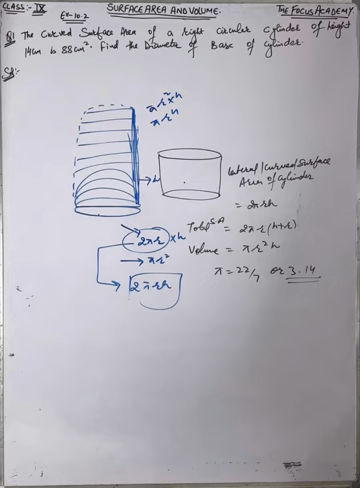 CLASS:- IX
SURFACE AREA AND VOLUME.
THE FOCUS ACADEMY
Ex-10.2
Q1 The Curved Surface Area of a right circular cylinder of height
14cm is 88cm². Find the Diameter of Base of cylinder.
Sol:-
πr²×h
πr²h
→h
Lateral/Curved Surface
Area of cylinder
= 2πrh
Total S.A = 2πr(h+r)
Volume = πr²h
π = 22/7 or 3.14
2πr ×h
→ πr²
2πrh